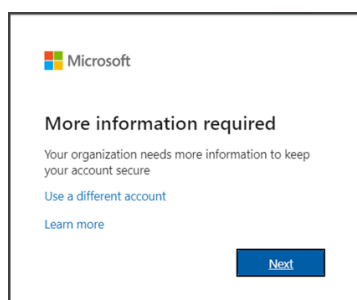 Microsoft
More information required
Your organization needs more information to keep
your account secure
Use a different account
Learn more
Next